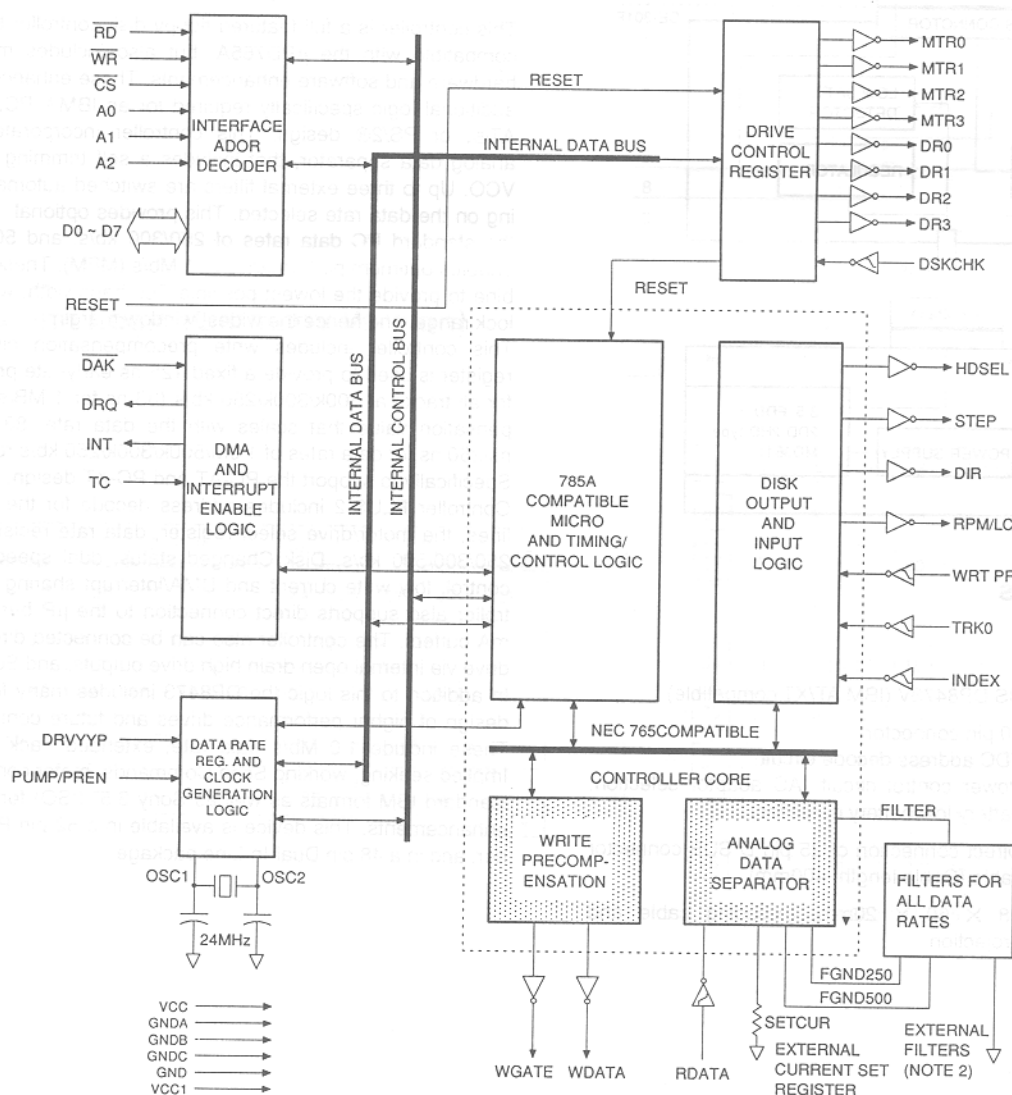 RD
WR
CS
A0
A1
A2
D0 ~ D7
INTERFACE
ADOR
DECODER
RESET
INTERNAL DATA BUS
DRIVE
CONTROL
REGISTER
MTR0
MTR1
MTR2
MTR3
DR0
DR1
DR2
DR3
DSKCHK
RESET
RESET
DAK
DRQ
INT
TC
DMA AND
INTERRUPT
ENABLE
LOGIC
INTERNAL DATA BUS
INTERNAL CONTROL BUS
785A
COMPATIBLE
MICRO
AND TIMING/
CONTROL LOGIC
DISK
OUTPUT
AND
INPUT
LOGIC
HDSEL
STEP
DIR
RPM/LC
WRT PR
TRK0
INDEX
DRVYYP
PUMP/PREN
DATA RATE
REG. AND
CLOCK
GENERATION
LOGIC
NEC 765COMPATIBLE
CONTROLLER CORE
OSC1
OSC2
24MHz
WRITE
PRECOMP-
ENSATION
ANALOG
DATA
SEPARATOR
FILTER
FILTERS FOR
ALL DATA
RATES
FGND250
FGND500
SETCUR
WGATE
WDATA
RDATA
EXTERNAL
CURRENT SET
REGISTER
EXTERNAL
FILTERS
(NOTE 2)
VCC
GNDA
GNDB
GNDC
GND
VCC1